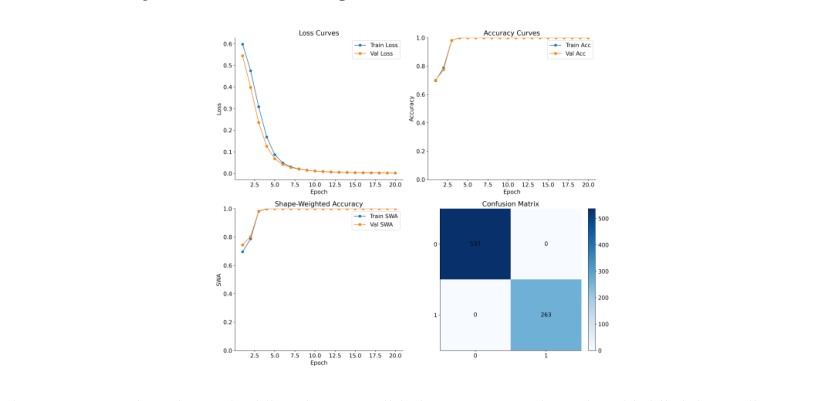 Loss Curves
0.6
0.5
0.4
0.3
0.2
0.1
0.0
Loss
Train Loss
Val Loss
2.5 5.0 7.5 10.0 12.5 15.0 17.5 20.0
Epoch
Accuracy Curves
1.0
0.8
0.6
0.4
0.2
0.0
Accuracy
Train Acc
Val Acc
2.5 5.0 7.5 10.0 12.5 15.0 17.5 20.0
Epoch
Shape-Weighted Accuracy
1.0
0.8
0.6
0.4
0.2
0.0
SWA
Train SWA
Val SWA
2.5 5.0 7.5 10.0 12.5 15.0 17.5 20.0
Epoch
Confusion Matrix
0
1
0
0
263
0 1
500
400
300
200
100
0